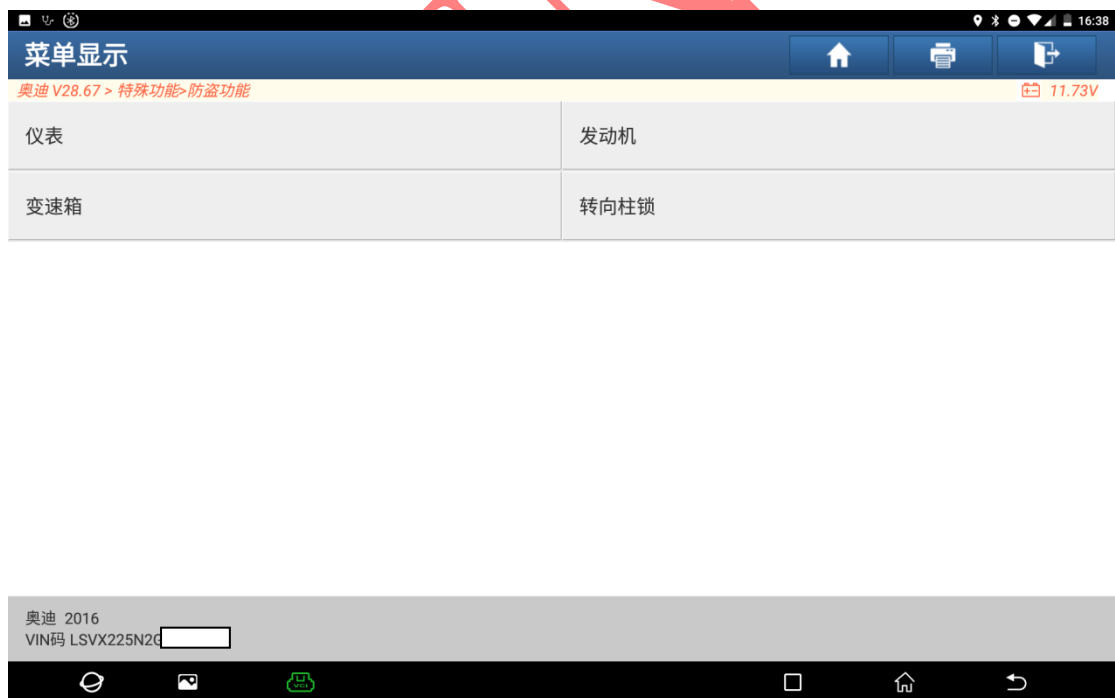 16:38
菜单显示
奥迪 V28.67 > 特殊功能>防盗功能
11.73V
仪表
发动机
变速箱
转向柱锁
奥迪 2016
VIN码 LSVX225N2G
VCI